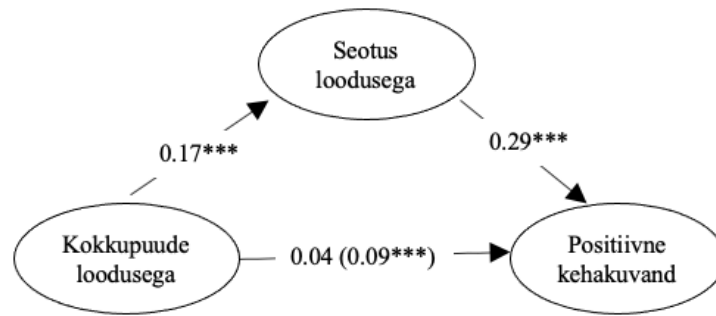 Seotus
loodusega
0.17***
0.29***
Kokkupuude
loodusega
0.04 (0.09***)
Positiivne
kehakuvand